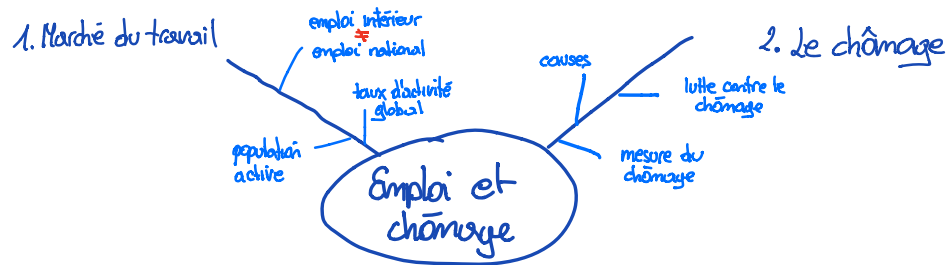 1. Marché du travail
emploi intérieur
≠
emploi national
taux d'activité
global
population
active
2. Le chômage
causes
lutte contre le
chômage
mesure du
chômage
Emploi et
chômage